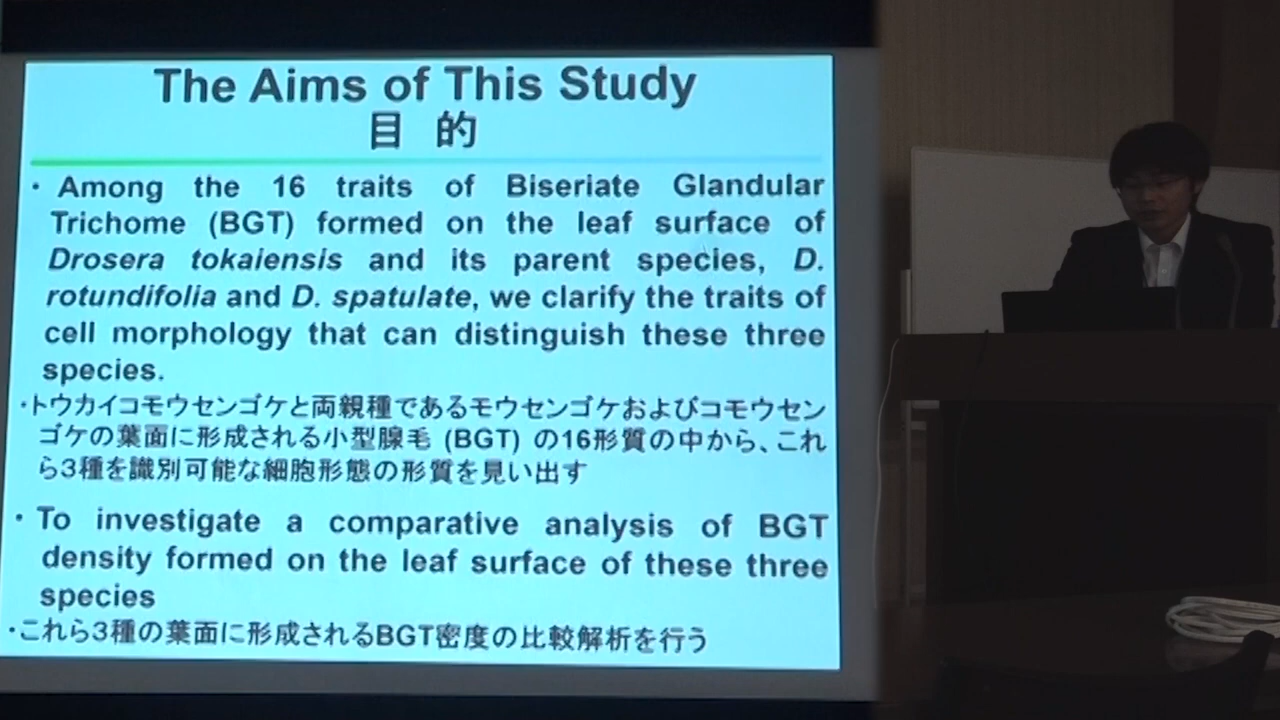 The Aims of This Study
目 的
・Among the 16 traits of Biseriate Glandular
Trichome (BGT) formed on the leaf surface of
Drosera tokaiensis and its parent species, D.
rotundifolia and D. spatulate, we clarify the traits of
cell morphology that can distinguish these three
species.
・トウカイコモウセンゴケと両親種であるモウセンゴケおよびコモウセン
ゴケの葉面に形成される小型腺毛 (BGT) の16形質の中から、これ
ら3種を識別可能な細胞形態の形質を見い出す
・To investigate a comparative analysis of BGT
density formed on the leaf surface of these three
species
・これら3種の葉面に形成されるBGT密度の比較解析を行う